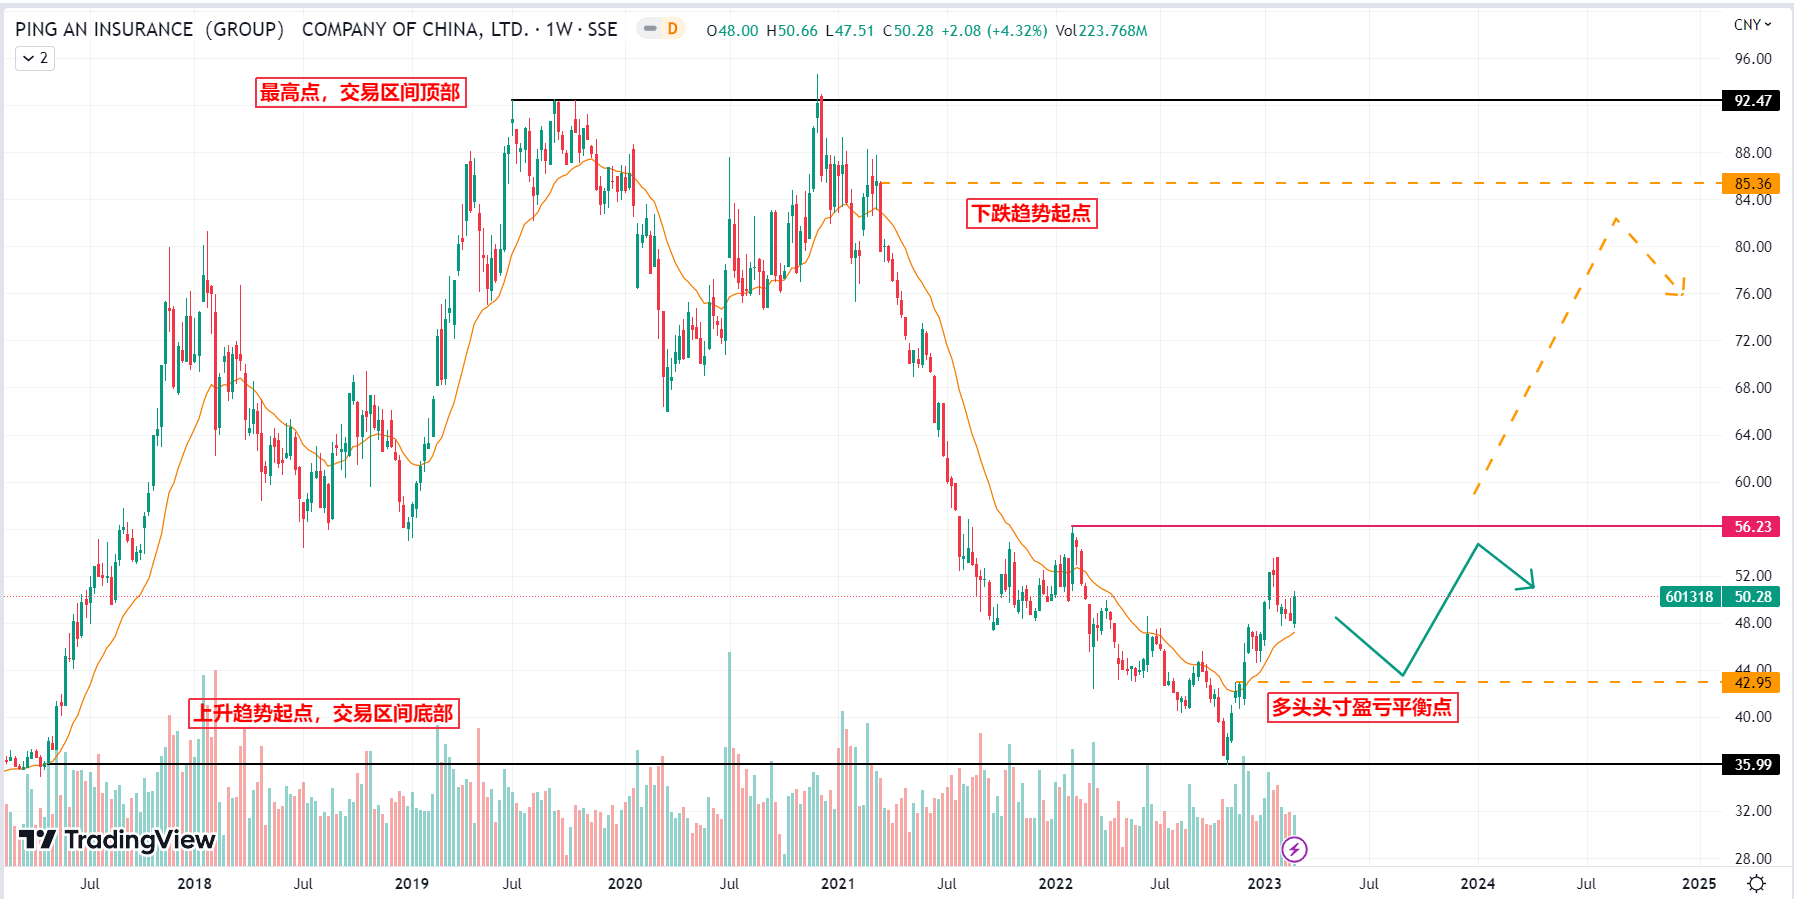 PING AN INSURANCE (GROUP) COMPANY OF CHINA, LTD. · 1W · SSE D O48.00 H50.66 L47.51 C50.28 +2.08 (+4.32%) Vol223.768M
CNY
2
96.00
最高点，交易区间顶部
92.47
88.00
85.36
84.00
下跌趋势起点
80.00
76.00
72.00
68.00
64.00
60.00
56.23
52.00
601318 50.28
48.00
44.00
42.95
多头头寸盈亏平衡点
上升趋势起点，交易区间底部
40.00
35.99
32.00
TradingView
28.00
Jul 2018 Jul 2019 Jul 2020 Jul 2021 Jul 2022 Jul 2023 Jul 2024 Jul 2025